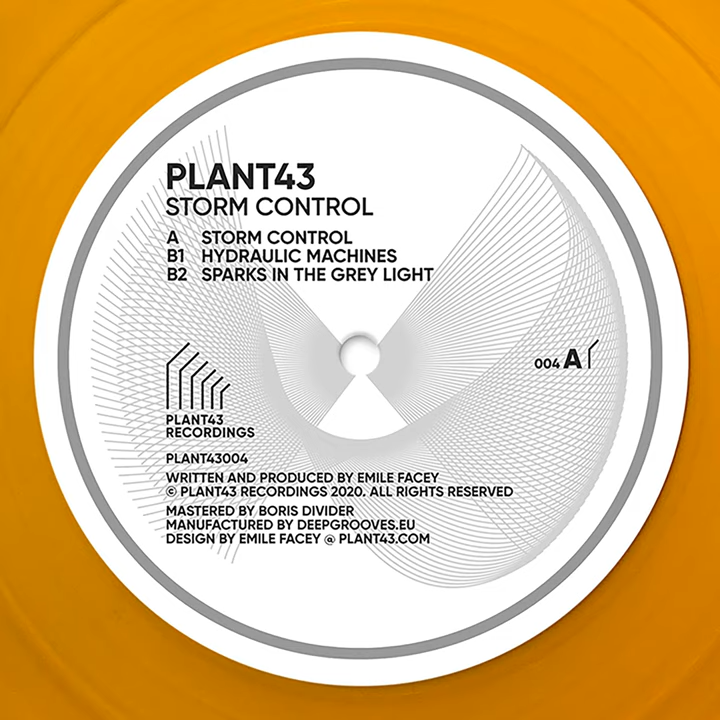 PLANT43
STORM CONTROL
A STORM CONTROL
B1 HYDRAULIC MACHINES
B2 SPARKS IN THE GREY LIGHT
004 A
PLANT43
RECORDINGS
PLANT43004
WRITTEN AND PRODUCED BY EMILE FACEY
© PLANT43 RECORDINGS 2020. ALL RIGHTS RESERVED
MASTERED BY BORIS DIVIDER
MANUFACTURED BY DEEPGROOVES.EU
DESIGN BY EMILE FACEY @ PLANT43.COM